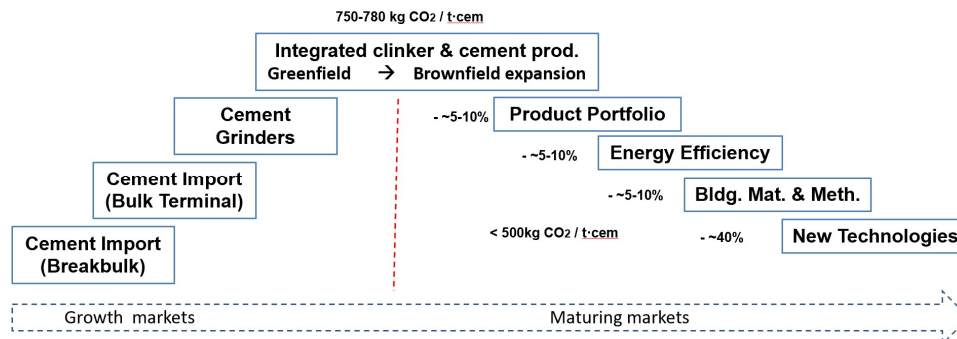 750-780 kg CO2 / t·cem
Integrated clinker & cement prod.
Greenfield → Brownfield expansion
Cement
Grinders
- ~5-10%
Product Portfolio
- ~5-10%
Energy Efficiency
Cement Import
(Bulk Terminal)
- ~5-10%
Bldg. Mat. & Meth.
Cement Import
(Breakbulk)
< 500kg CO2 / t·cem
- ~40%
New Technologies
Growth markets
Maturing markets